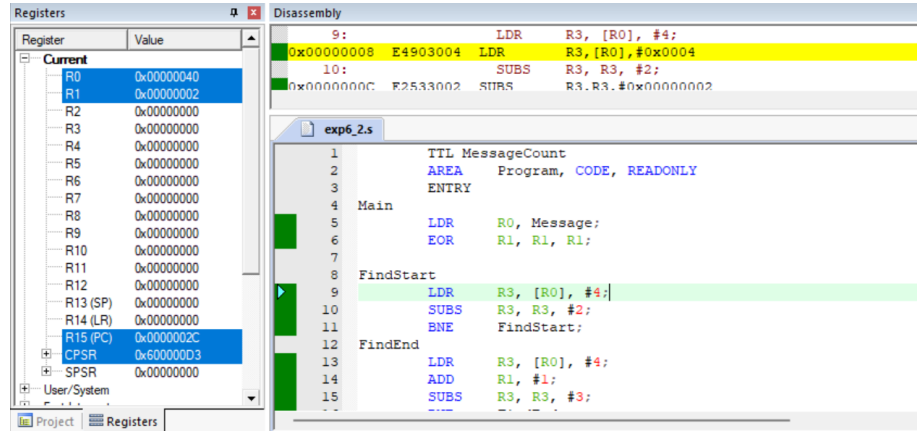 Registers
Register Value
Current
R0 0x00000040
R1 0x00000002
R2 0x00000000
R3 0x00000000
R4 0x00000000
R5 0x00000000
R6 0x00000000
R7 0x00000000
R8 0x00000000
R9 0x00000000
R10 0x00000000
R11 0x00000000
R12 0x00000000
R13 (SP) 0x00000000
R14 (LR) 0x00000000
R15 (PC) 0x0000002C
CPSR 0x600000D3
SPSR 0x00000000
User/System
Project Registers
Disassembly
9: LDR R3, [R0], #4;
0x00000008 E4903004 LDR R3,[R0],#0x0004
10: SUBS R3, R3, #2;
0x0000000C E2533002 SUBS R3,R3,#0x00000002
exp6_2.s
1 TTL MessageCount
2 AREA Program, CODE, READONLY
3 ENTRY
4 Main
5 LDR R0, Message;
6 EOR R1, R1, R1;
7
8 FindStart
9 LDR R3, [R0], #4;
10 SUBS R3, R3, #2;
11 BNE FindStart;
12 FindEnd
13 LDR R3, [R0], #4;
14 ADD R1, #1;
15 SUBS R3, R3, #3;